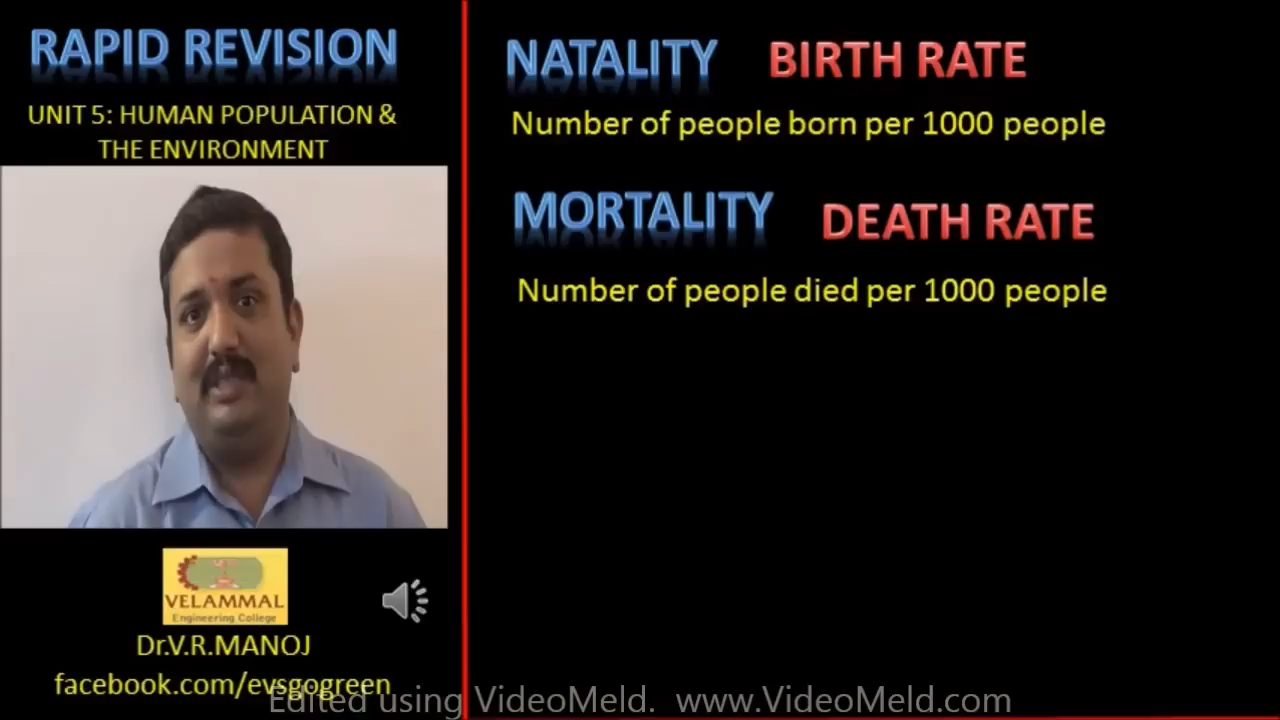 RAPID REVISION
UNIT 5: HUMAN POPULATION &
THE ENVIRONMENT
VELAMMAL
Engineering College
Dr.V.R.MANOJ
facebook.com/evsgogreen
NATALITY BIRTH RATE
Number of people born per 1000 people
MORTALITY DEATH RATE
Number of people died per 1000 people
Edited using VideoMeld. www.VideoMeld.com